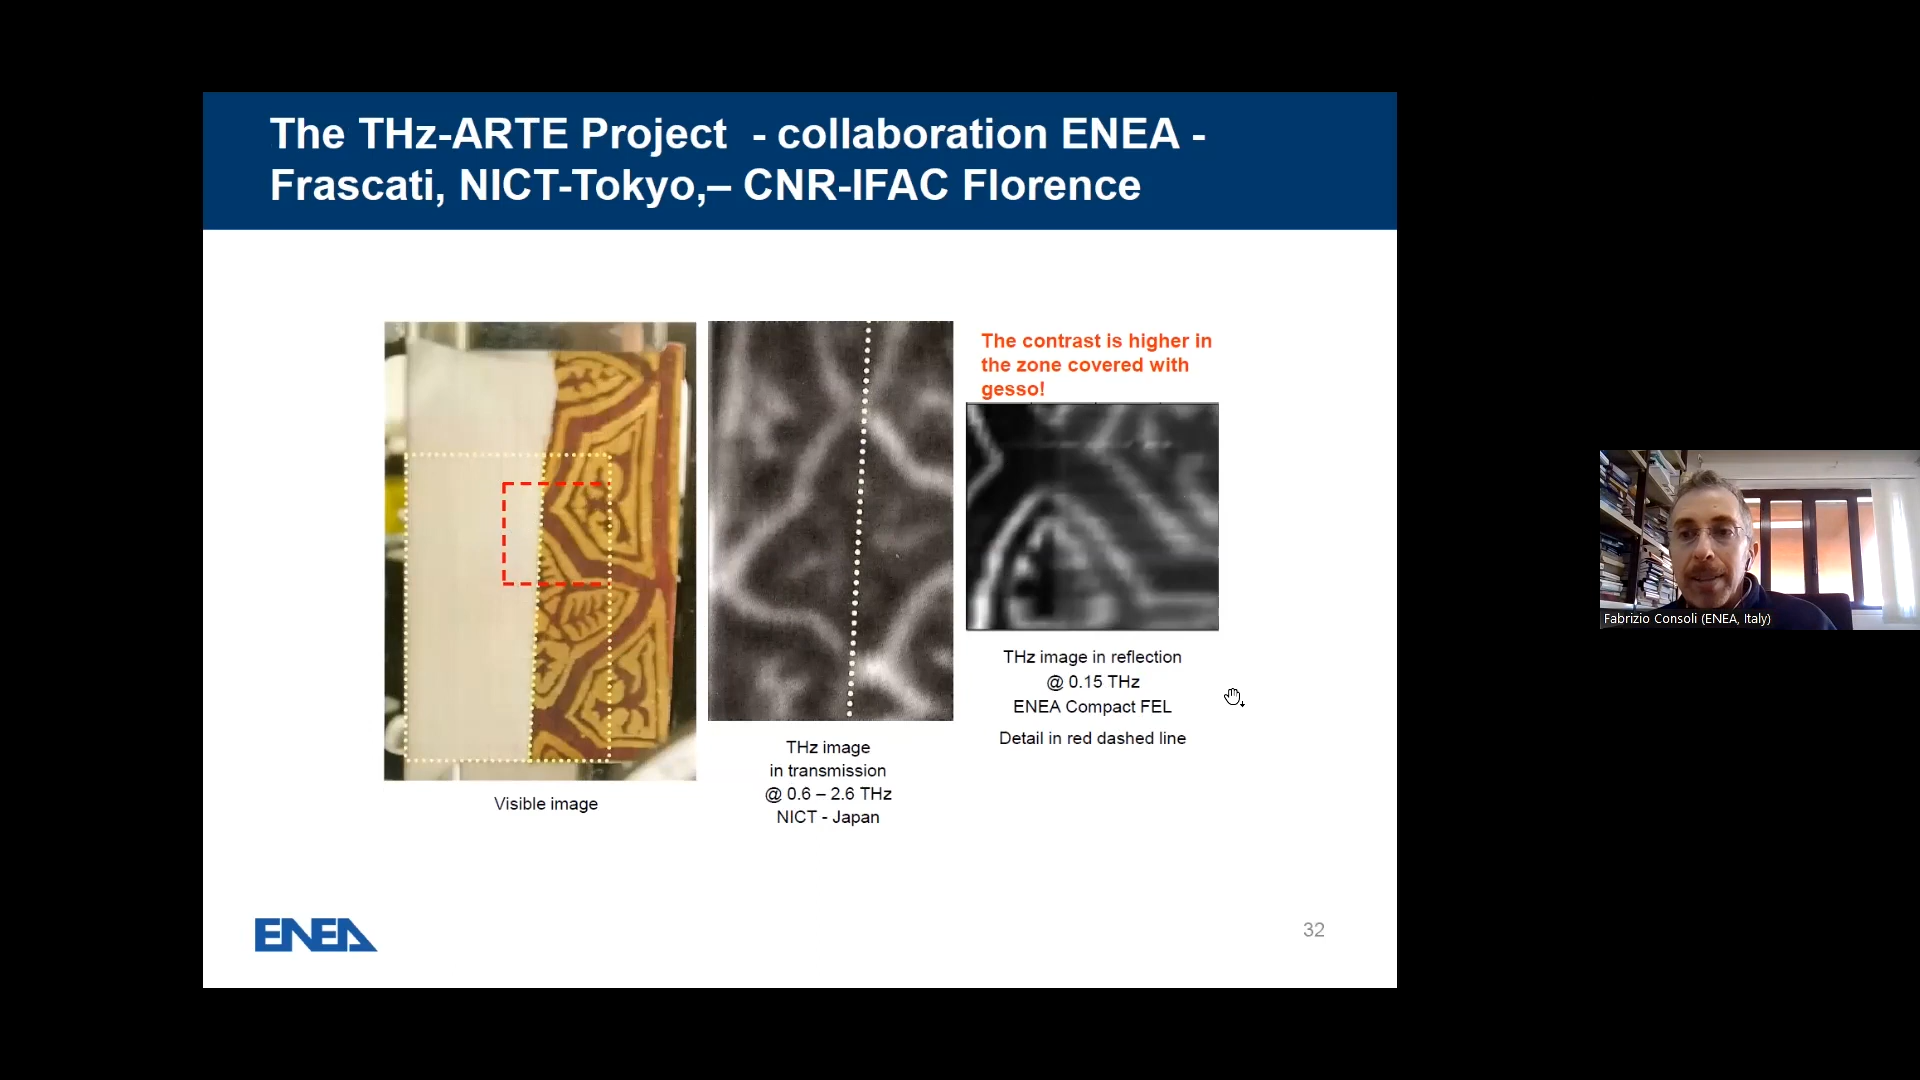 The THz-ARTE Project - collaboration ENEA -
Frascati, NICT-Tokyo,– CNR-IFAC Florence
The contrast is higher in
the zone covered with
gesso!
Visible image
THz image
in transmission
@ 0.6 – 2.6 THz
NICT - Japan
THz image in reflection
@ 0.15 THz
ENEA Compact FEL
Detail in red dashed line
ENEA
32
Fabrizio Consoli (ENEA, Italy)